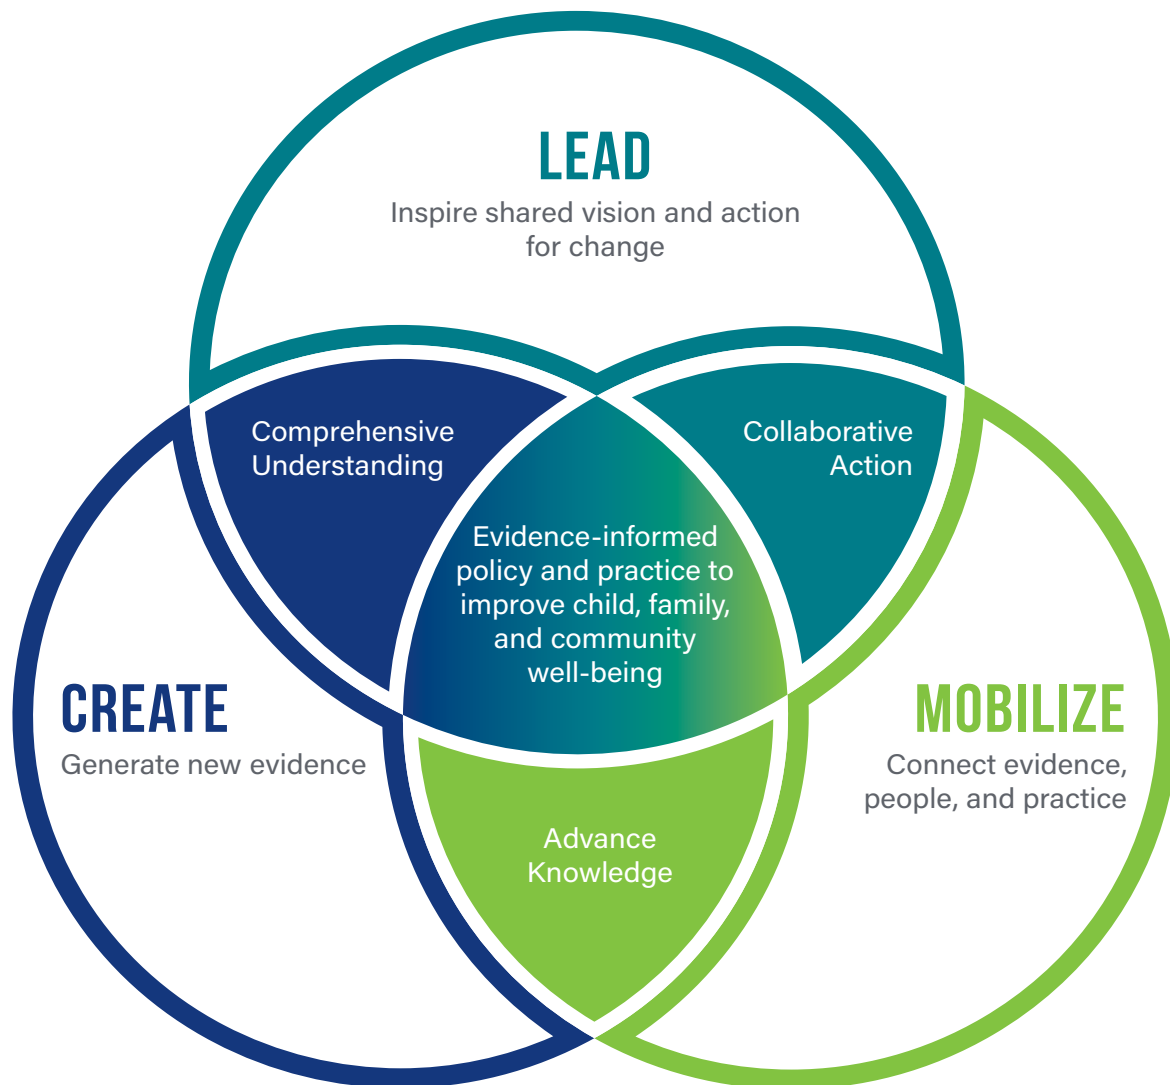 LEAD
Inspire shared vision and action
for change
Comprehensive
Understanding
Collaborative
Action
Evidence-informed
policy and practice to
improve child, family,
and community
well-being
CREATE
Generate new evidence
MOBILIZE
Connect evidence,
people, and practice
Advance
Knowledge